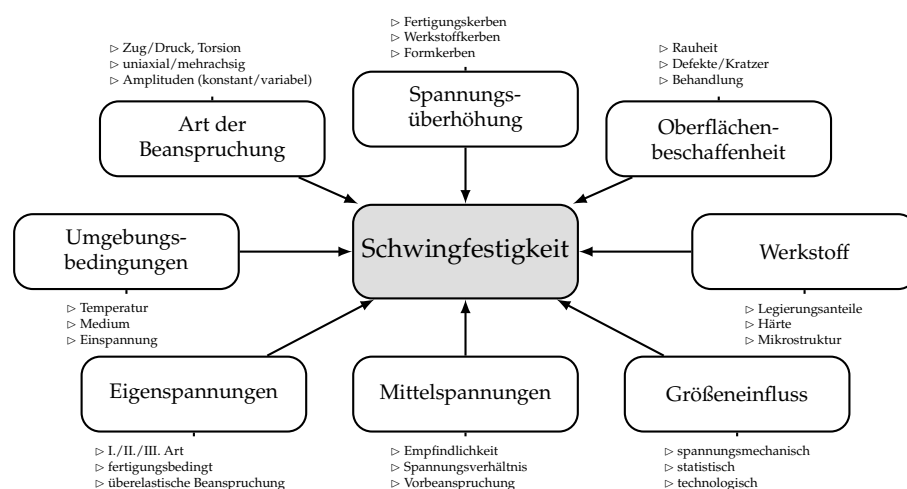 ▷ Zug/Druck, Torsion
▷ uniaxial/mehrachsig
▷ Amplituden (konstant/variabel)
Art der
Beanspruchung
▷ Fertigungskerben
▷ Werkstoffkerben
▷ Formkerben
Spannungs-
überhöhung
▷ Rauheit
▷ Defekte/Kratzer
▷ Behandlung
Oberflächen-
beschaffenheit
Umgebungs-
bedingungen
▷ Temperatur
▷ Medium
▷ Einspannung
Schwingfestigkeit
Werkstoff
▷ Legierungsanteile
▷ Härte
▷ Mikrostruktur
Eigenspannungen
▷ I./II./III. Art
▷ fertigungsbedingt
▷ überelastische Beanspruchung
Mittelspannungen
▷ Empfindlichkeit
▷ Spannungsverhältnis
▷ Vorbeanspruchung
Größeneinfluss
▷ spannungsmechanisch
▷ statistisch
▷ technologisch